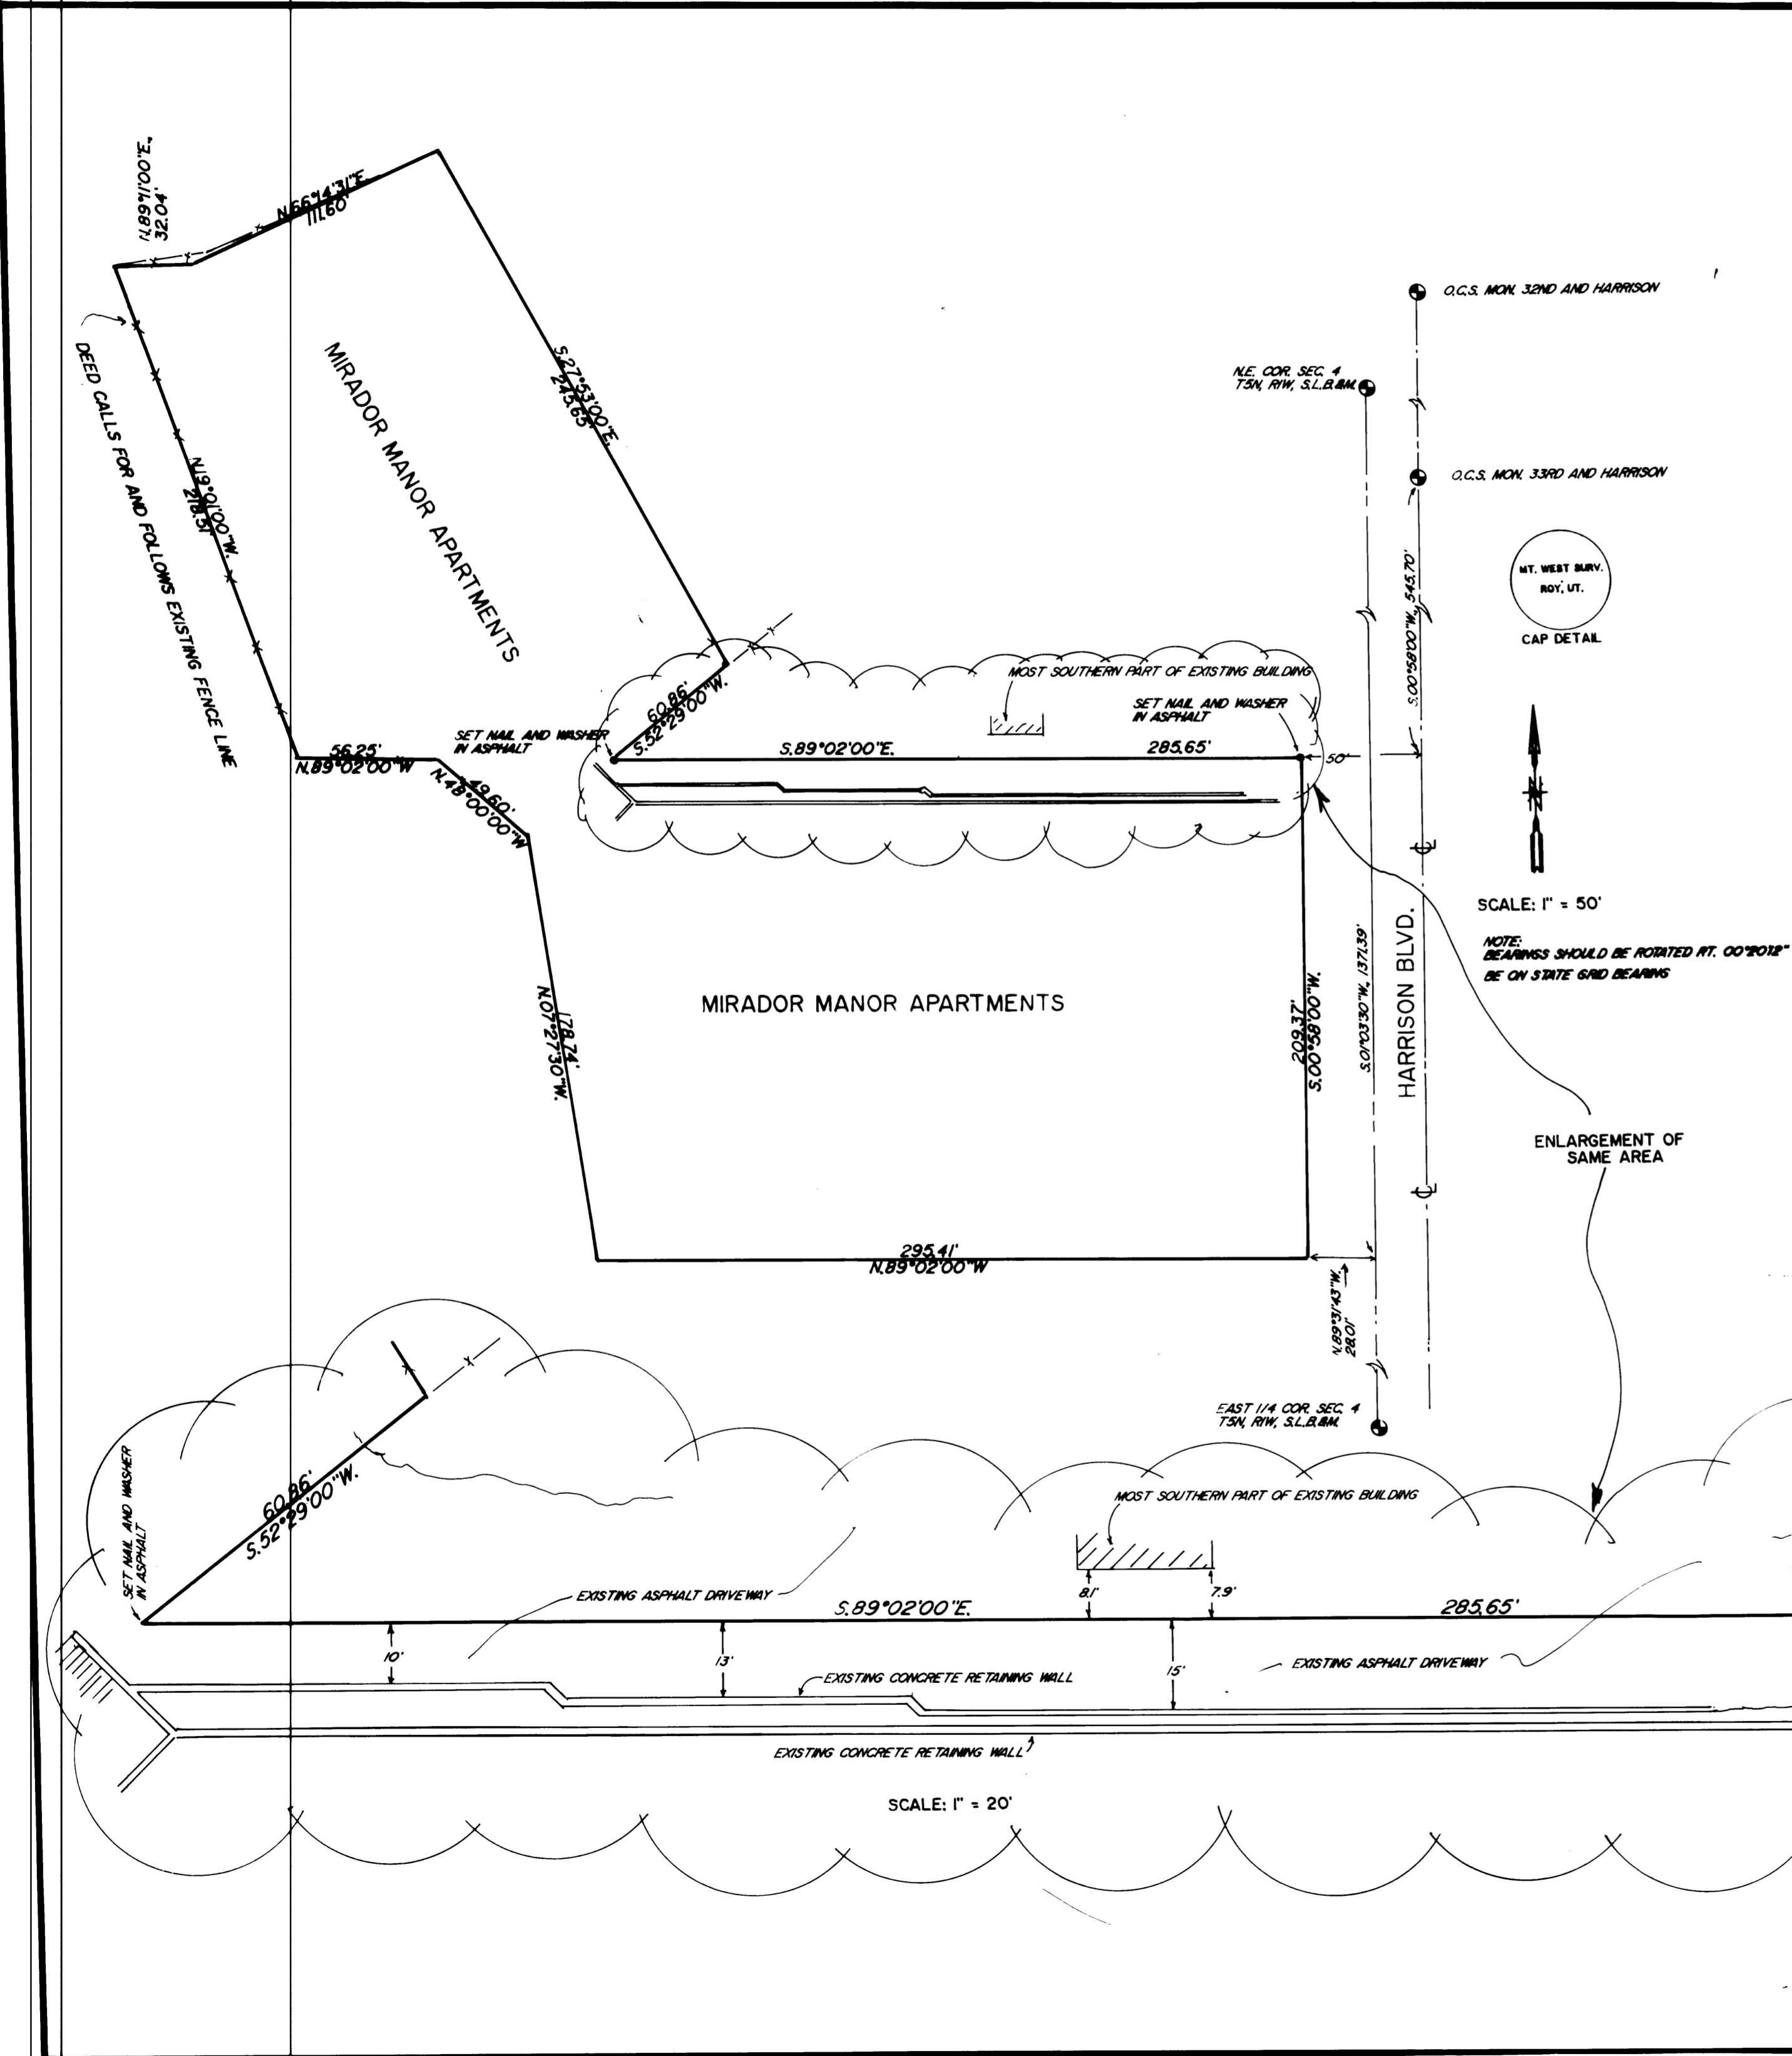 N.89°11'00"E.,
32.04'
N.66°14'31"E.
111.60'
DEED CALLS FOR AND FOLLOWS EXISTING FENCE LINE
N.19°01'00"W.
218.51'
MIRADOR MANOR APARTMENTS
S.27°53'00"E.
245.65'
O.C.S. MON. 32ND AND HARRISON
N.E. COR. SEC. 4
T5N, R1W, S.L.B.&M.
O.C.S. MON. 33RD AND HARRISON
S.00°58'00"W., 545.70'
MT. WEST SURV.
ROY, UT.
CAP DETAIL
MOST SOUTHERN PART OF EXISTING BUILDING
SET NAIL AND WASHER
IN ASPHALT
60.86'
S.52°29'00"W.
SET NAIL AND WASHER
IN ASPHALT
S.89°02'00"E.
285.65'
50'
56.25'
N.89°02'00"W
49.60'
N.48°00'00"W
SCALE: 1" = 50'
NOTE:
BEARINGS SHOULD BE ROTATED RT. 00°20'12"
BE ON STATE GRID BEARING
HARRISON BLVD.
S.01°03'30"W., 1371.39'
MIRADOR MANOR APARTMENTS
178.74'
N.07°27'30"W.
209.37'
S.00°58'00"W.
ENLARGEMENT OF
SAME AREA
295.41'
N.89°02'00"W
N.89°31'43"W.
28.01'
EAST 1/4 COR. SEC. 4
T5N, R1W, S.L.B.&M.
SET NAIL AND WASHER
IN ASPHALT
60.86'
S.52°29'00"W.
MOST SOUTHERN PART OF EXISTING BUILDING
8.1'
7.9'
EXISTING ASPHALT DRIVEWAY
S.89°02'00"E.
285.65'
10'
13'
15'
EXISTING CONCRETE RETAINING WALL
EXISTING ASPHALT DRIVEWAY
EXISTING CONCRETE RETAINING WALL
SCALE: 1" = 20'